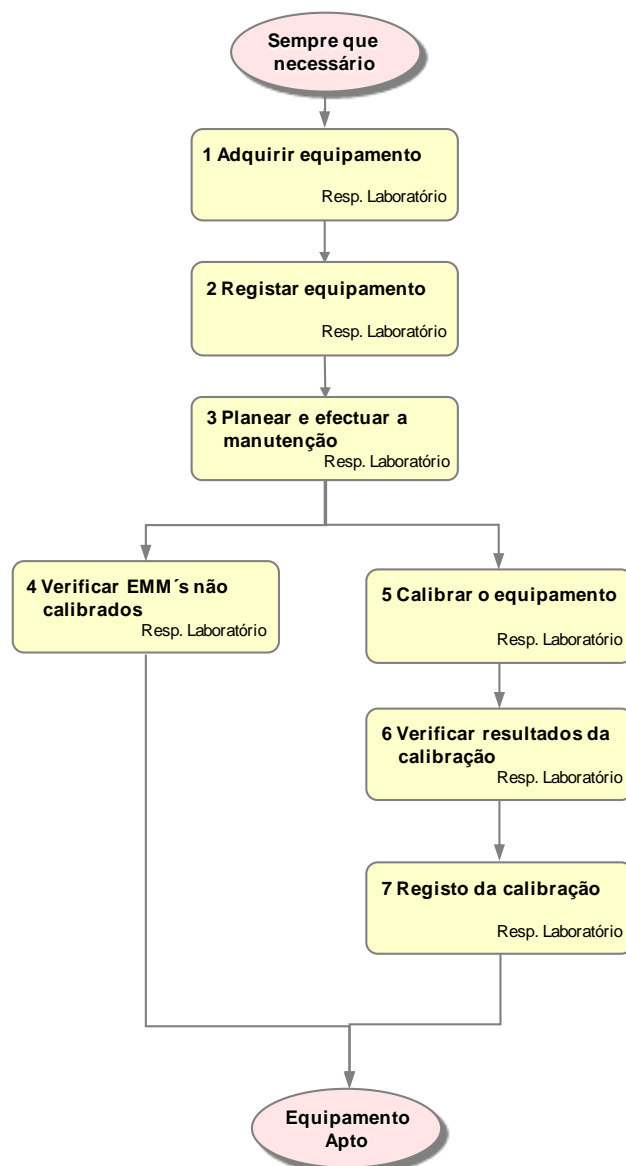 Sempre que
necessário
1 Adquirir equipamento
Resp. Laboratório
2 Registar equipamento
Resp. Laboratório
3 Planear e efectuar a
manutenção
Resp. Laboratório
4 Verificar EMM´s não
calibrados
Resp. Laboratório
5 Calibrar o equipamento
Resp. Laboratório
6 Verificar resultados da
calibração
Resp. Laboratório
7 Registo da calibração
Resp. Laboratório
Equipamento
Apto